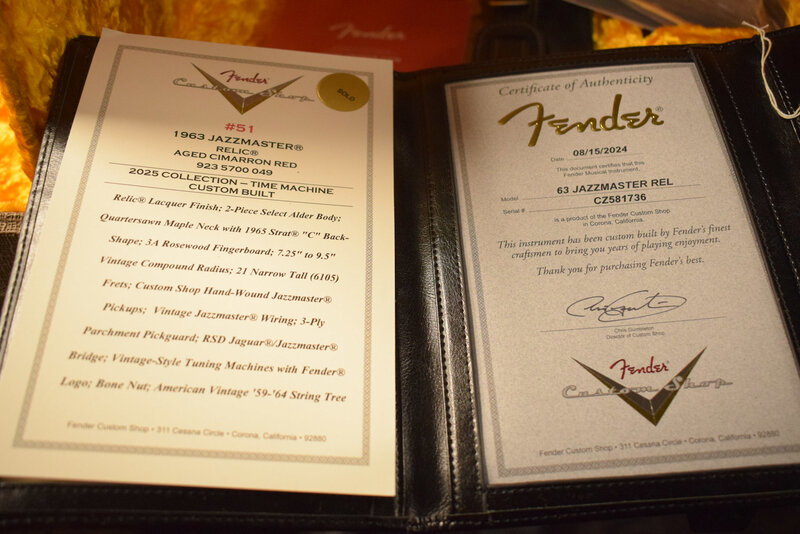 Fender
Fender
Custom Shop
SOLD
#51
1963 JAZZMASTER®
RELIC®
AGED CIMARRON RED
923 5700 049
2025 COLLECTION – TIME MACHINE
CUSTOM BUILT
Relic® Lacquer Finish; 2-Piece Select Alder Body;
Quartersawn Maple Neck with 1965 Strat® "C" Back-
Shape; 3A Rosewood Fingerboard; 7.25" to 9.5"
Vintage Compound Radius; 21 Narrow Tall (6105)
Frets; Custom Shop Hand-Wound Jazzmaster®
Pickups; Vintage Jazzmaster® Wiring; 3-Ply
Parchment Pickguard; RSD Jaguar®/Jazzmaster®
Bridge; Vintage-Style Tuning Machines with Fender®
Logo; Bone Nut; American Vintage '59-'64 String Tree
Fender Custom Shop • 311 Cessna Circle • Corona, California • 92880
Certificate of Authenticity
Fender®
Date 08/15/2024
This document certifies that this
Fender Musical Instrument,
Model 63 JAZZMASTER REL
Serial # CZ581736
is a product of the Fender Custom Shop
in Corona, California.
This instrument has been custom built by Fender's finest
craftsmen to bring you years of playing enjoyment.
Thank you for purchasing Fender's best.
Director of Custom Shop
Fender
Custom Shop
Fender Custom Shop • 311 Cessna Circle • Corona, California • 92880